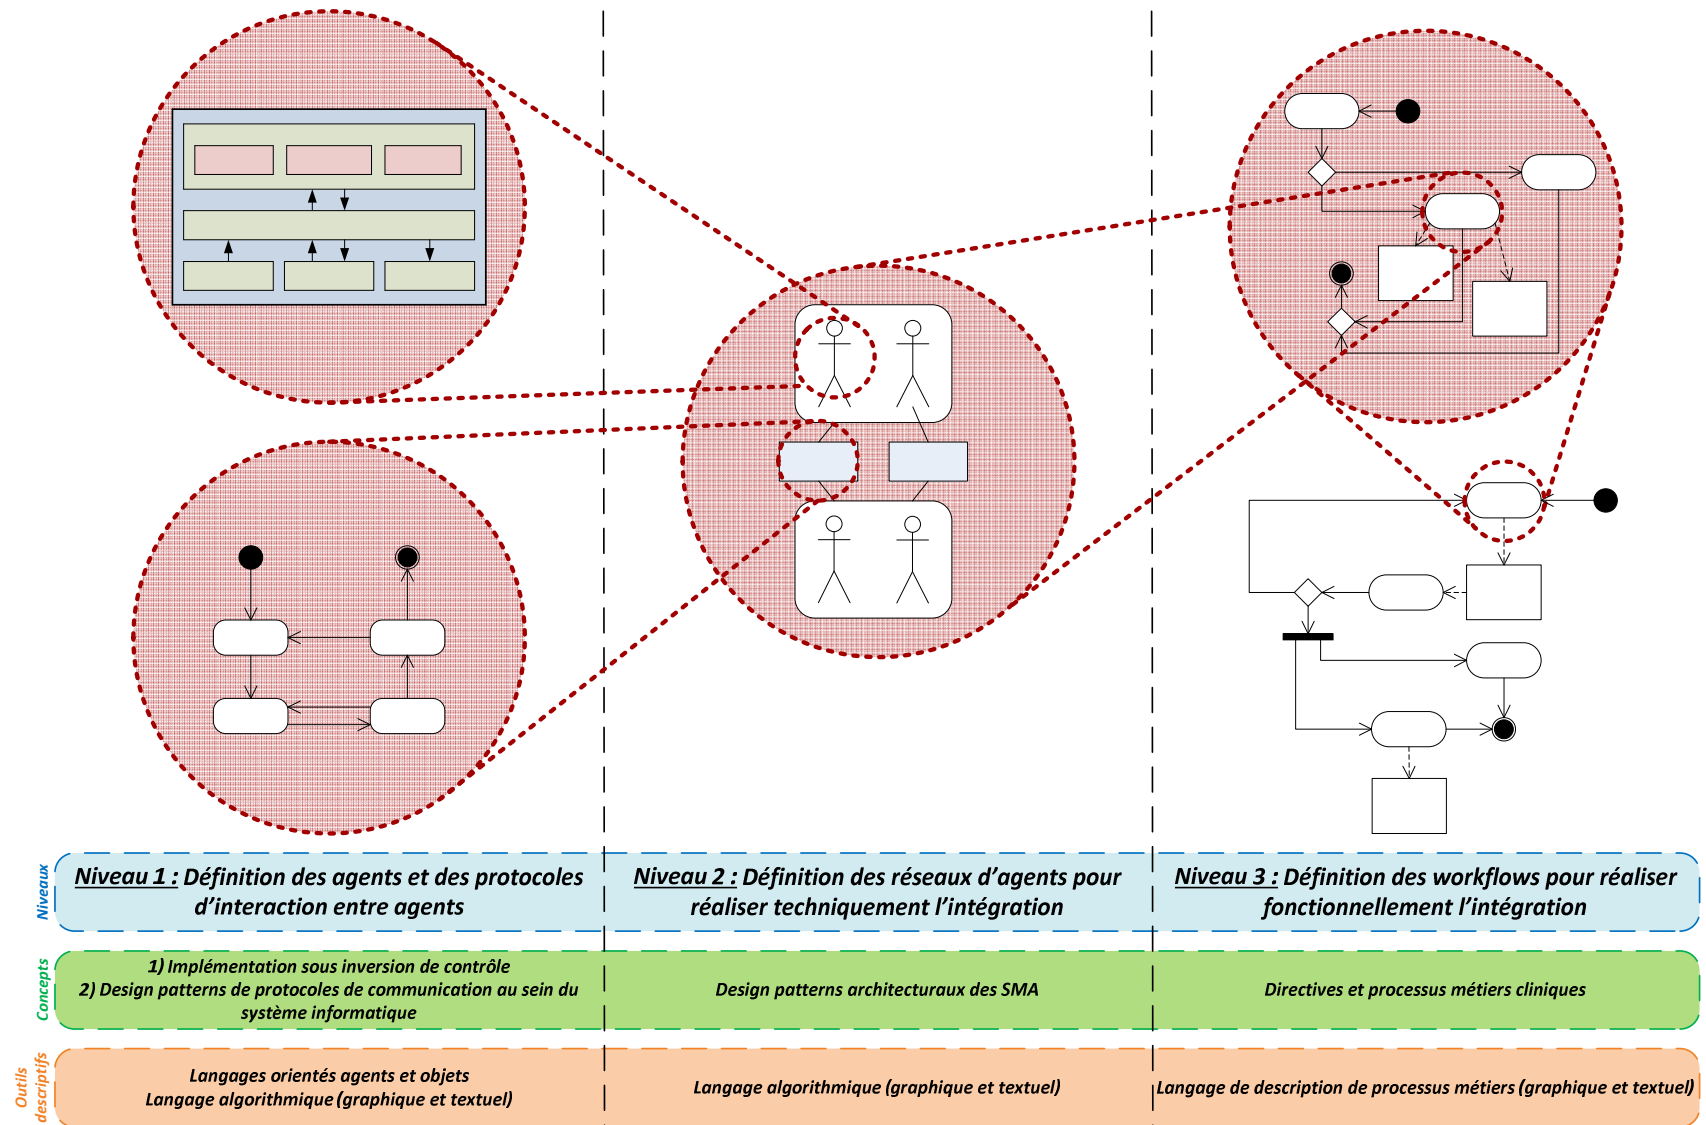 Niveaux
Niveau 1 : Définition des agents et des protocoles
d’interaction entre agents
Niveau 2 : Définition des réseaux d’agents pour
réaliser techniquement l’intégration
Niveau 3 : Définition des workflows pour réaliser
fonctionnellement l’intégration
Concepts
1) Implémentation sous inversion de contrôle
2) Design patterns de protocoles de communication au sein du
système informatique
Design patterns architecturaux des SMA
Directives et processus métiers cliniques
Outils
descriptifs
Langages orientés agents et objets
Langage algorithmique (graphique et textuel)
Langage algorithmique (graphique et textuel)
Langage de description de processus métiers (graphique et textuel)